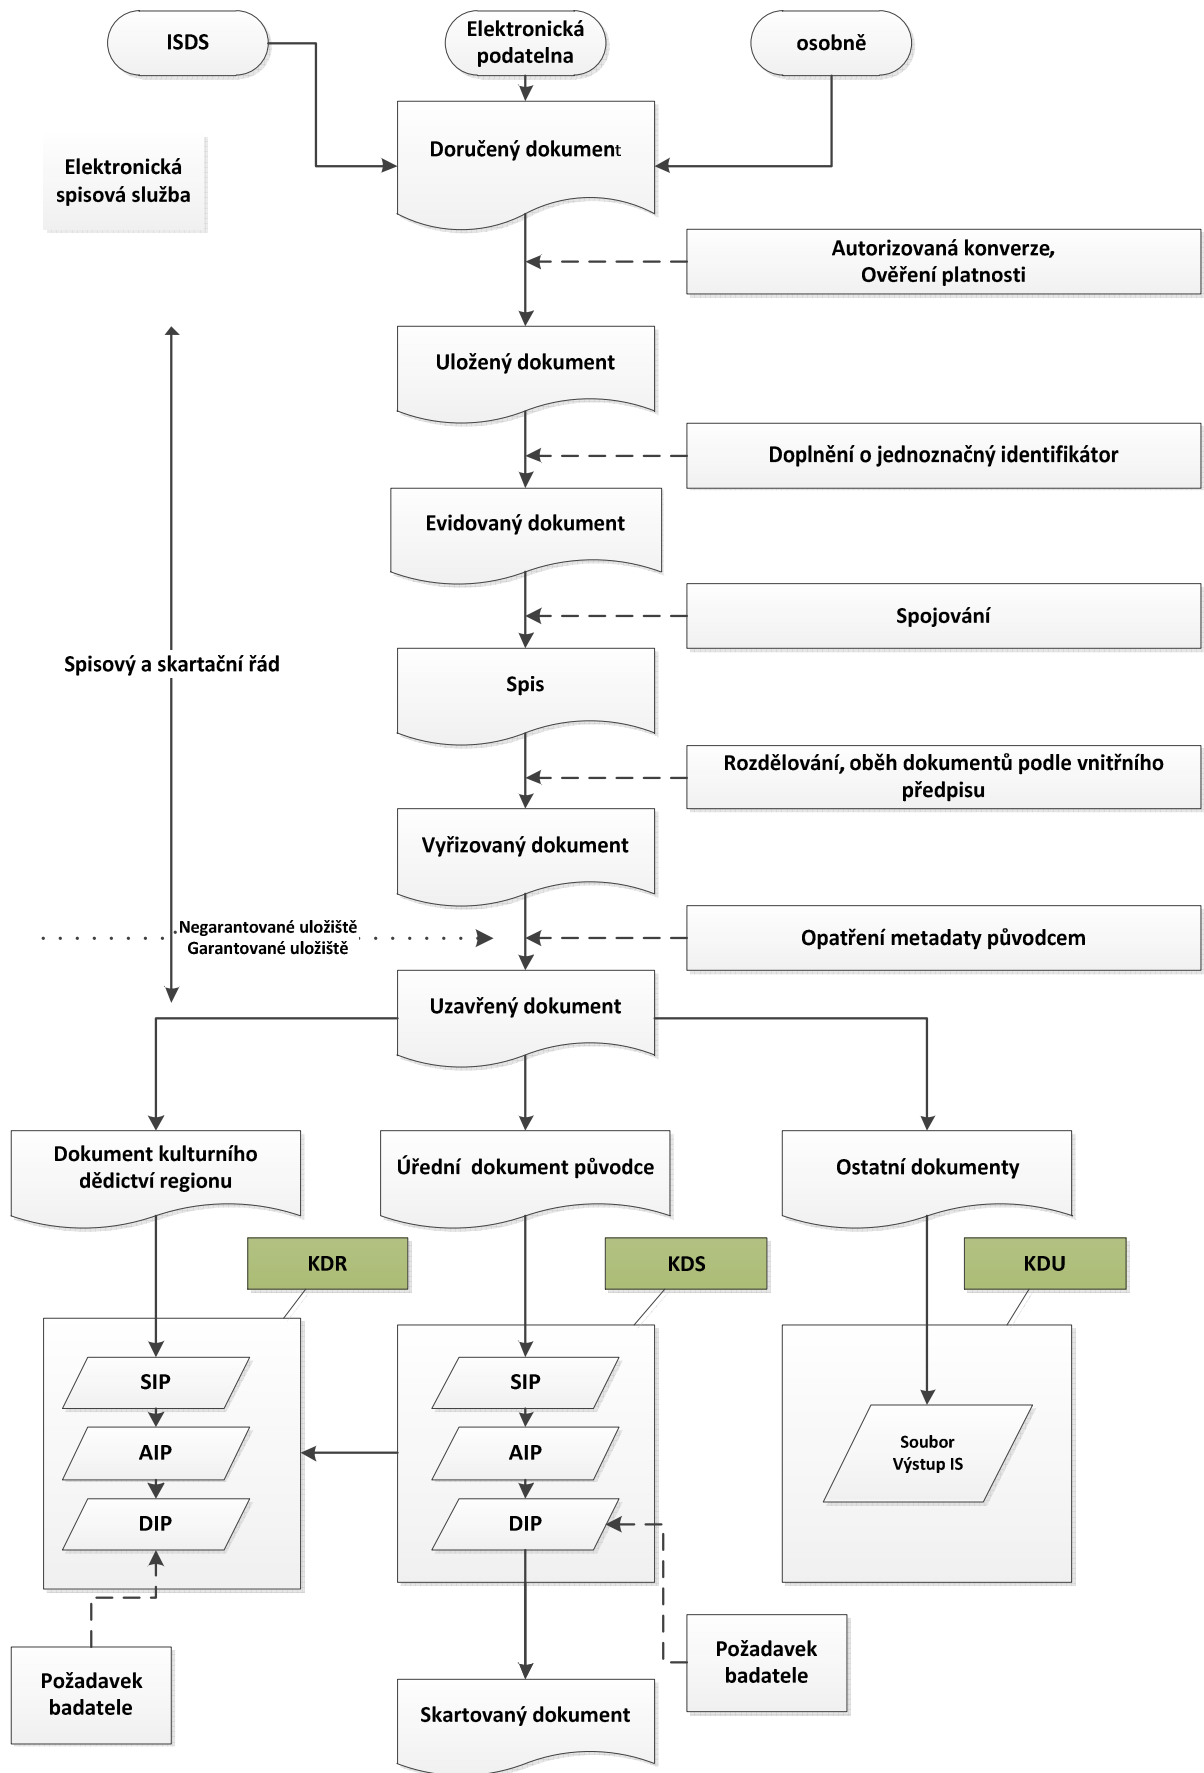 ISDS
Elektronická
podatelna
osobně
Doručený dokument
Elektronická
spisová služba
Autorizovaná konverze,
Ověření platnosti
Uložený dokument
Doplnění o jednoznačný identifikátor
Evidovaný dokument
Spojování
Spisový a skartační řád
Spis
Rozdělování, oběh dokumentů podle vnitřního
předpisu
Vyřizovaný dokument
Negarantované uložiště
Garantované uložiště
Opatření metadaty původcem
Uzavřený dokument
Dokument kulturního
dědictví regionu
Úřední dokument původce
Ostatní dokumenty
KDR
KDS
KDU
SIP
AIP
DIP
SIP
AIP
DIP
Soubor
Výstup IS
Požadavek
badatele
Požadavek
badatele
Skartovaný dokument